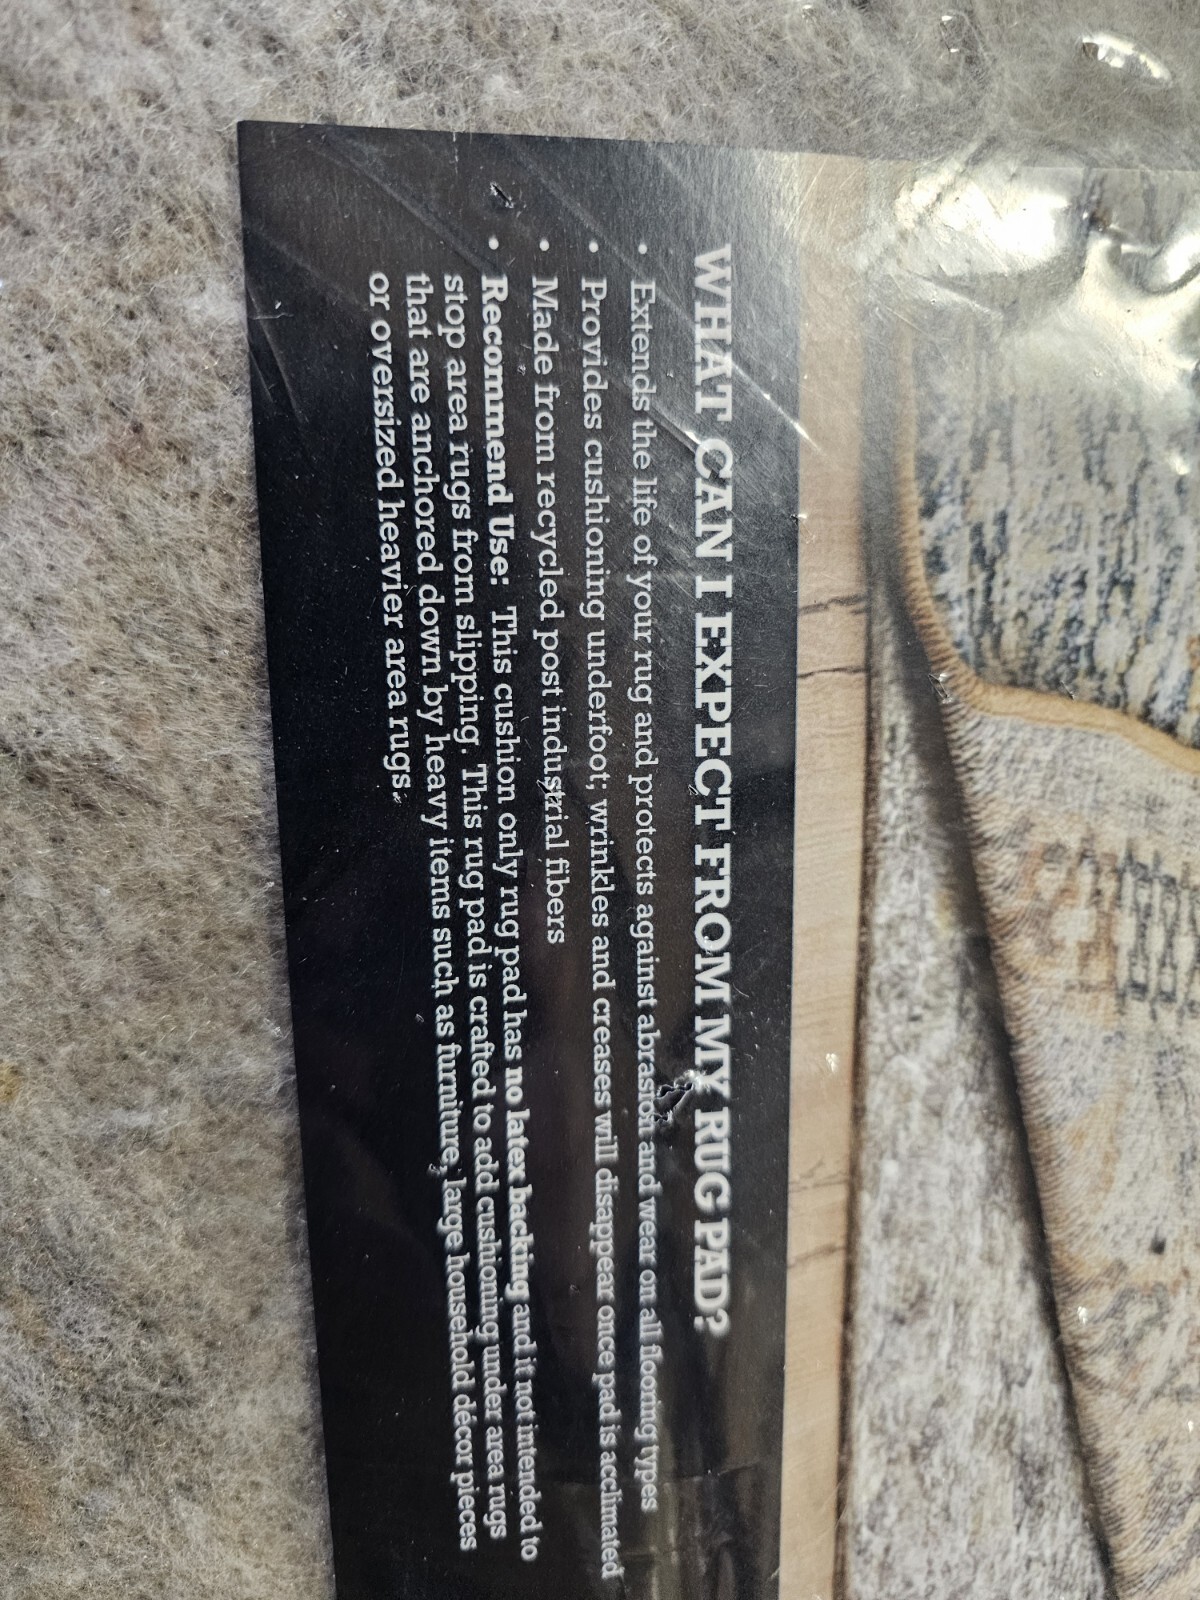 WHAT CAN I EXPECT FROM MY RUG PAD?
• Extends the life of your rug and protects against abrasion and wear on all flooring types
• Provides cushioning underfoot; wrinkles and creases will disappear once pad is acclimated
• Made from recycled post industrial fibers
• Recommend Use: This cushion only rug pad has no latex backing and if not intended to
stop area rugs from slipping. This rug pad is crafted to add cushioning under area rugs
that are anchored down by heavy items such as furniture, large household décor pieces
or oversized heavier area rugs.